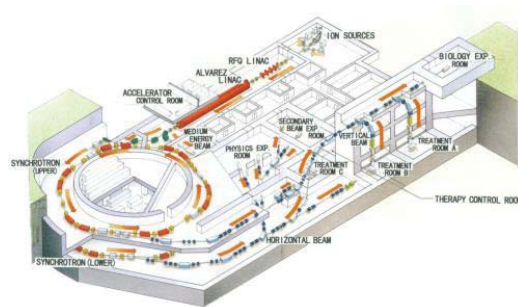 ION SOURCES
RFQ LINAC
ALVAREZ
LINAC
BIOLOGY EXP.
ROOM
ACCELERATOR
CONTROL ROOM
MEDIUM
ENERGY
BEAM
SECONDARY
BEAM EXP. ROOM
VERTICAL
BEAM
PHYSICS EXP.
ROOM
TREATMENT
ROOM A
SYNCHROTRON
(UPPER)
TREATMENT
ROOM C
TREATMENT
ROOM B
THERAPY CONTROL ROO
HORIZONTAL BEAM
SYNCHROTRON(LOWER)